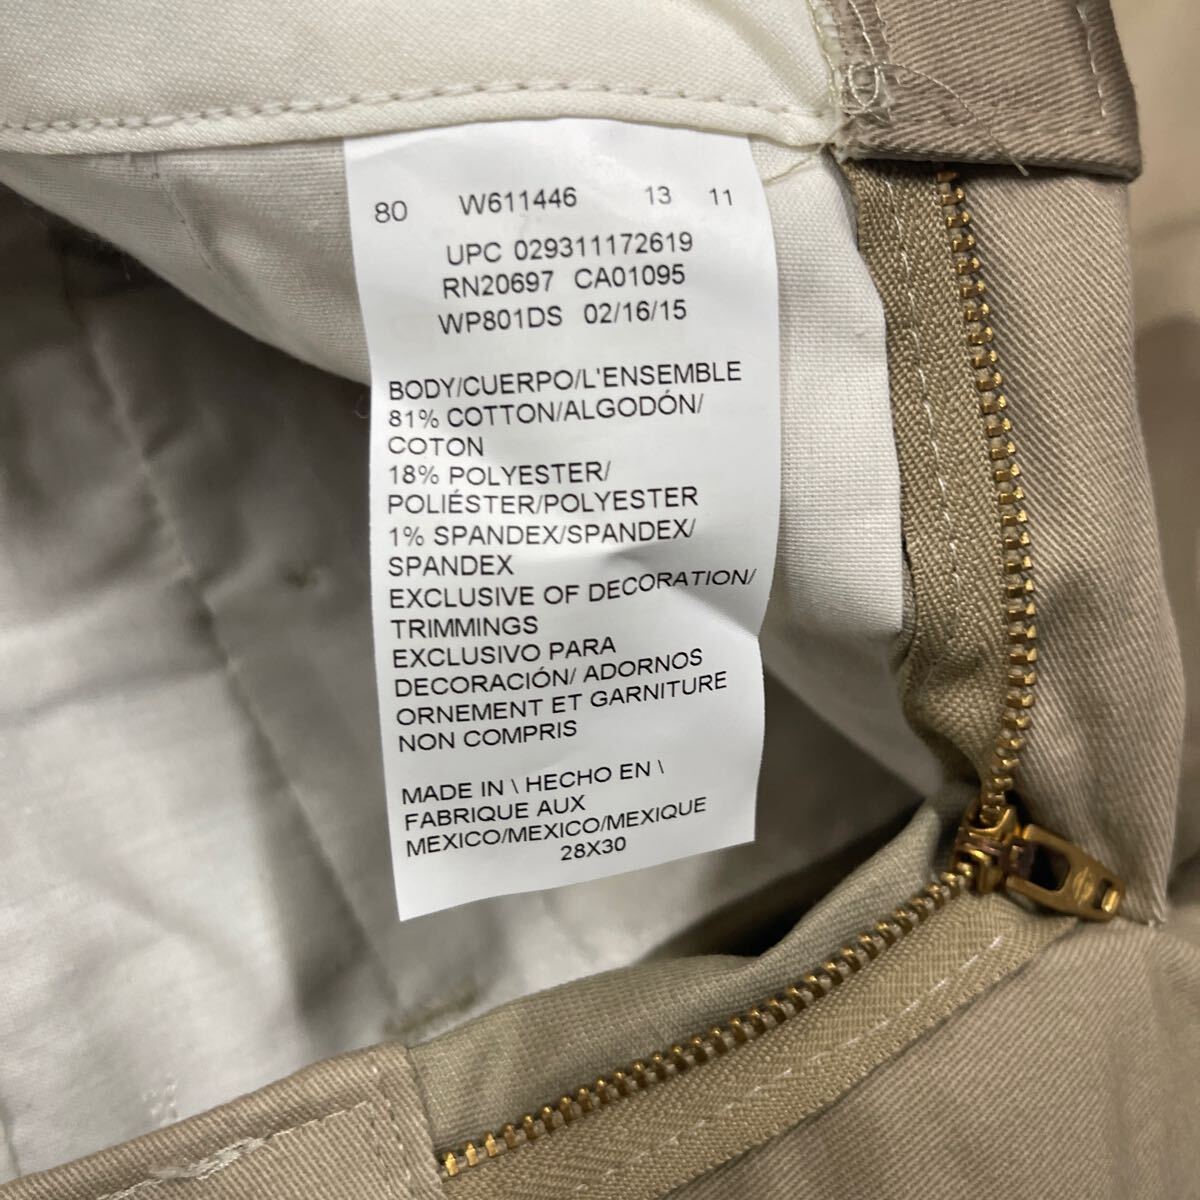 80 W611446 13 11
UPC 029311172619
RN20697 CA01095
WP801DS 02/16/15
BODY/CUERPO/L'ENSEMBLE
81% COTTON/ALGODÓN/
COTON
18% POLYESTER/
POLIÉSTER/POLYESTER
1% SPANDEX/SPANDEX/
SPANDEX
EXCLUSIVE OF DECORATION/
TRIMMINGS
EXCLUSIVO PARA
DECORACIÓN/ ADORNOS
ORNEMENT ET GARNITURE
NON COMPRIS
MADE IN \ HECHO EN \
FABRIQUE AUX
MEXICO/MEXICO/MEXIQUE
28X30